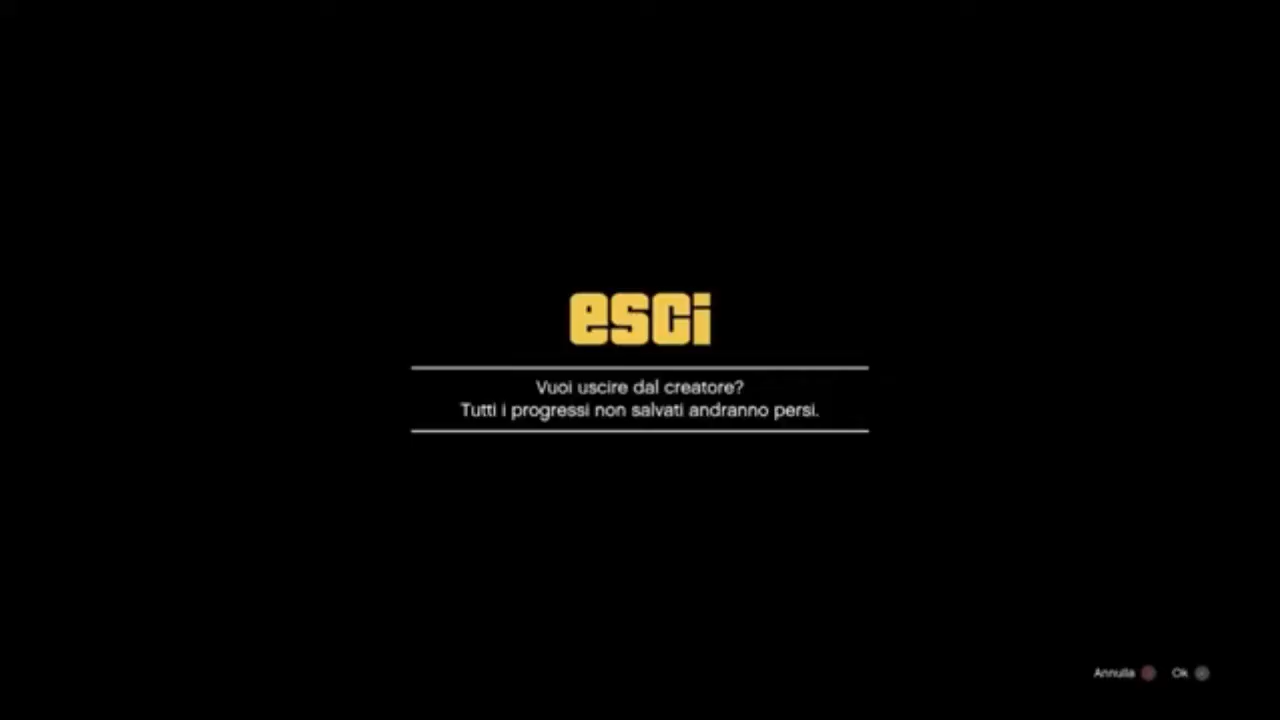 esci
Vuoi uscire dal creatore?
Tutti i progressi non salvati andranno persi.
Annulla Ok